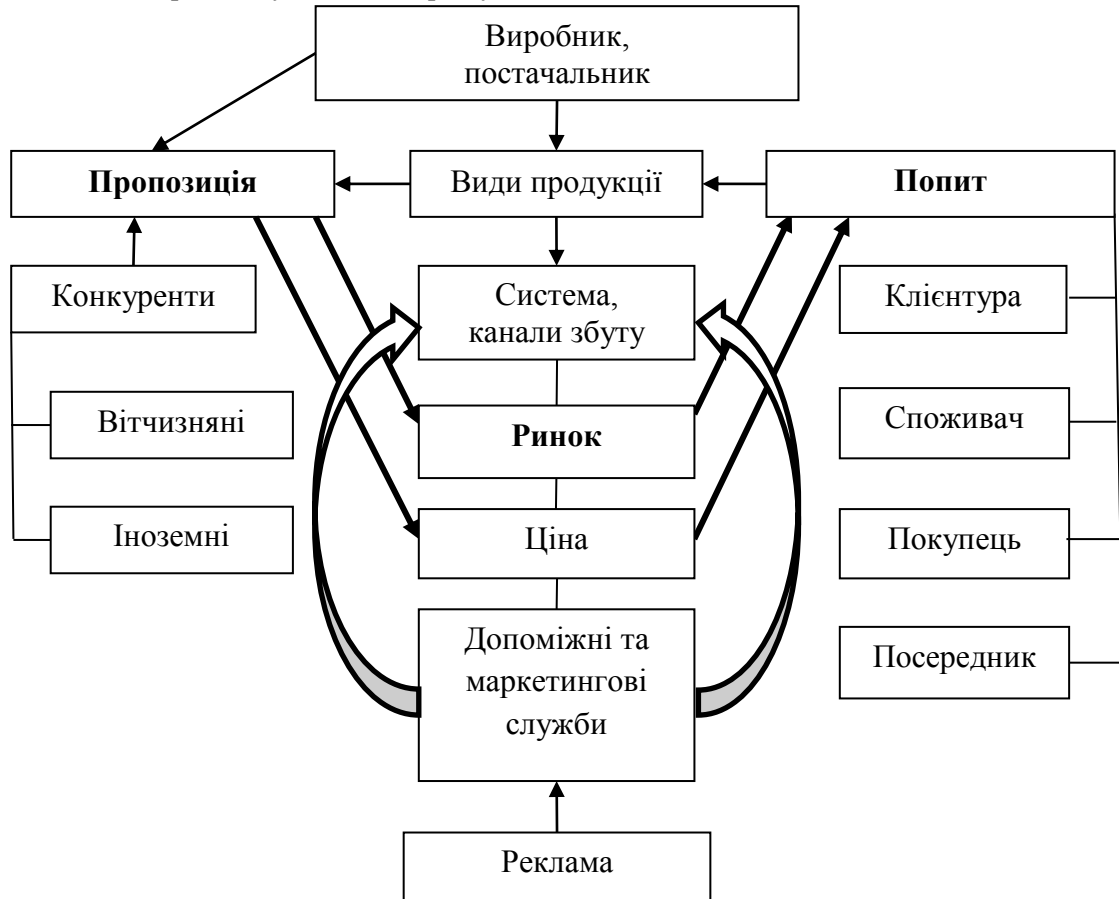 Виробник,
постачальник
Пропозиція
Види продукції
Попит
Конкуренти
Система,
канали збуту
Клієнтура
Вітчизняні
Ринок
Споживач
Іноземні
Ціна
Покупець
Допоміжні та
маркетингові
служби
Посередник
Реклама